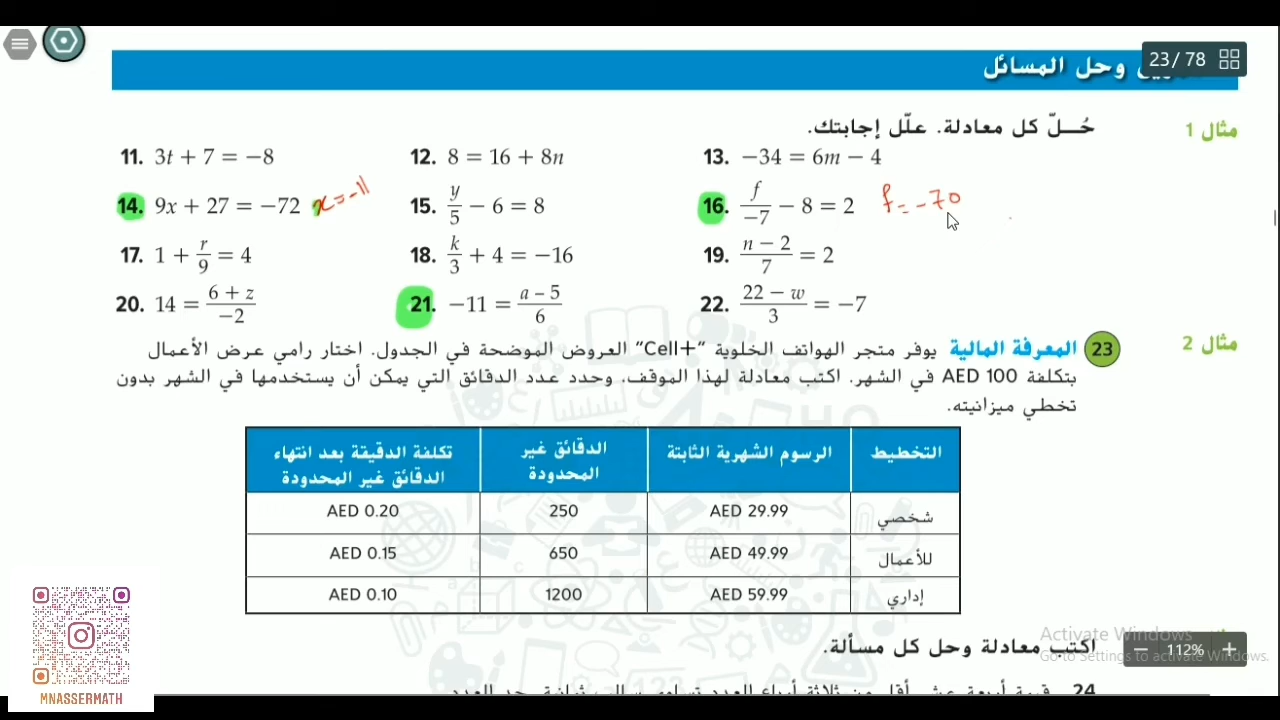 23 / 78
وحل المسائل
حُـــلّ كل معادلة. علّل إجابتك.
مثال 1
11. 3t + 7 = −8
12. 8 = 16 + 8n
13. −34 = 6m − 4
14. 9x + 27 = −72 x = -11
15. y/5 − 6 = 8
16. f/−7 − 8 = 2 f = -70
17. 1 + r/9 = 4
18. k/3 + 4 = −16
19. n − 2/7 = 2
20. 14 = 6 + z/−2
21. −11 = a − 5/6
22. 22 − w/3 = −7
مثال 2
23 المعرفة المالية يوفر متجر الهواتف الخلوية "Cell+" العروض الموضحة في الجدول. اختار رامي عرض الأعمال
بتكلفة AED 100 في الشهر. اكتب معادلة لهذا الموقف. وحدد عدد الدقائق التي يمكن أن يستخدمها في الشهر بدون
تخطي ميزانيته.
التخطيط
الرسوم الشهرية الثابتة
الدقائق غير
المحدودة
تكلفة الدقيقة بعد انتهاء
الدقائق غير المحدودة
شخصي AED 29.99 250 AED 0.20
للأعمال AED 49.99 650 AED 0.15
إداري AED 59.99 1200 AED 0.10
اكتب معادلة وحل كل مسألة.
Activate Windows
Go to Settings to activate Windows.
112%
MNASSERMATH
24